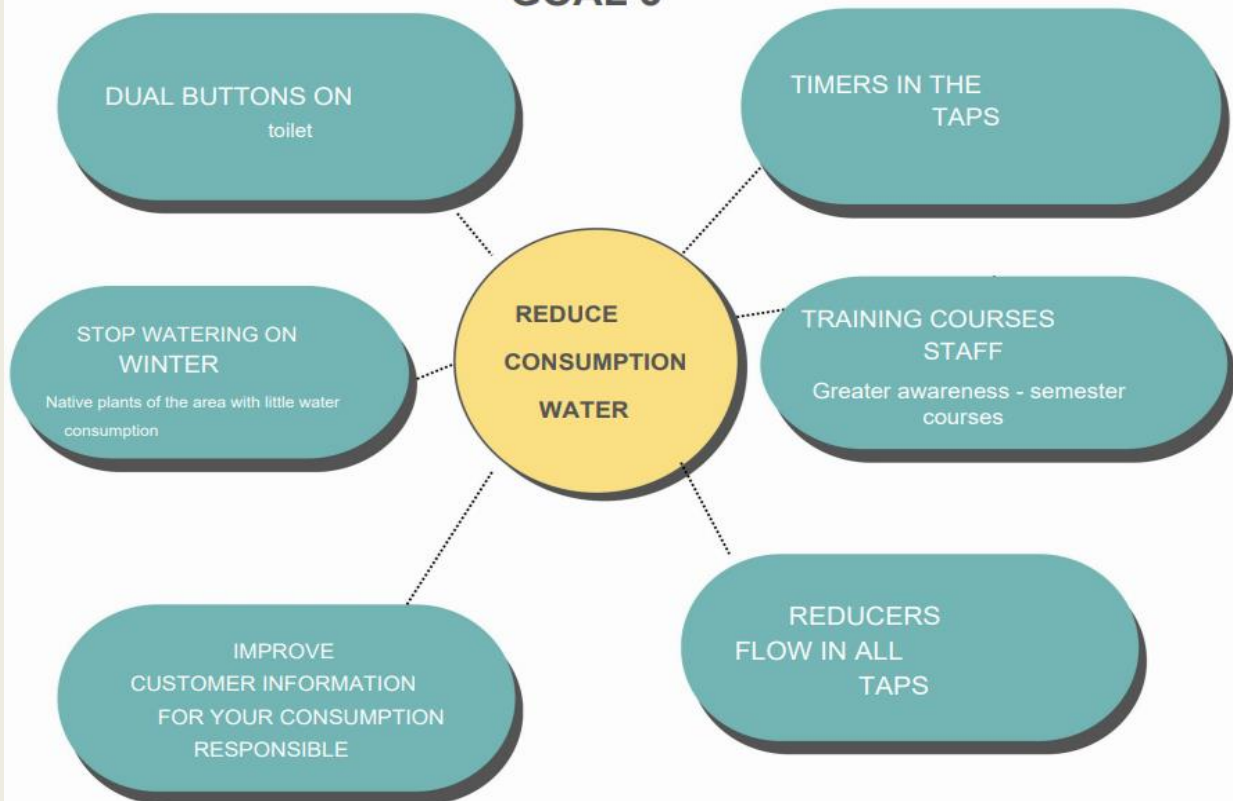 DUAL BUTTONS ON
toilet
TIMERS IN THE
TAPS
REDUCE
CONSUMPTION
WATER
STOP WATERING ON
WINTER
Native plants of the area with little water
consumption
TRAINING COURSES
STAFF
Greater awareness - semester
courses
IMPROVE
CUSTOMER INFORMATION
FOR YOUR CONSUMPTION
RESPONSIBLE
REDUCERS
FLOW IN ALL
TAPS